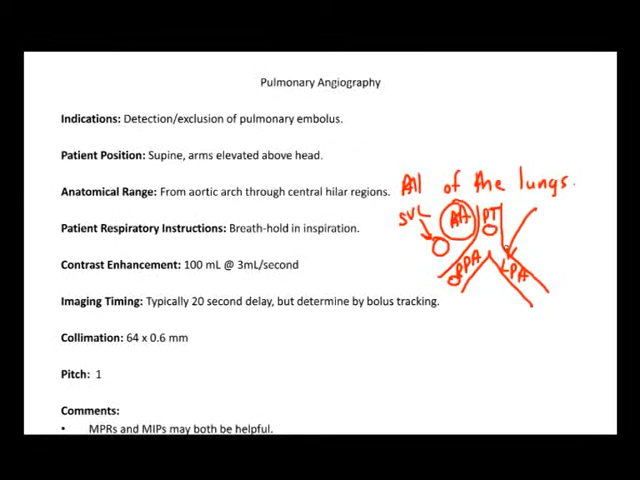 Pulmonary Angiography
Indications: Detection/exclusion of pulmonary embolus.
Patient Position: Supine, arms elevated above head.
Anatomical Range: From aortic arch through central hilar regions.
All of the lungs.
Patient Respiratory Instructions: Breath-hold in inspiration.
SVC
PT
RPA
LPA
Contrast Enhancement: 100 mL @ 3mL/second
Imaging Timing: Typically 20 second delay, but determine by bolus tracking.
Collimation: 64 x 0.6 mm
Pitch: 1
Comments:
• MPRs and MIPs may both be helpful.